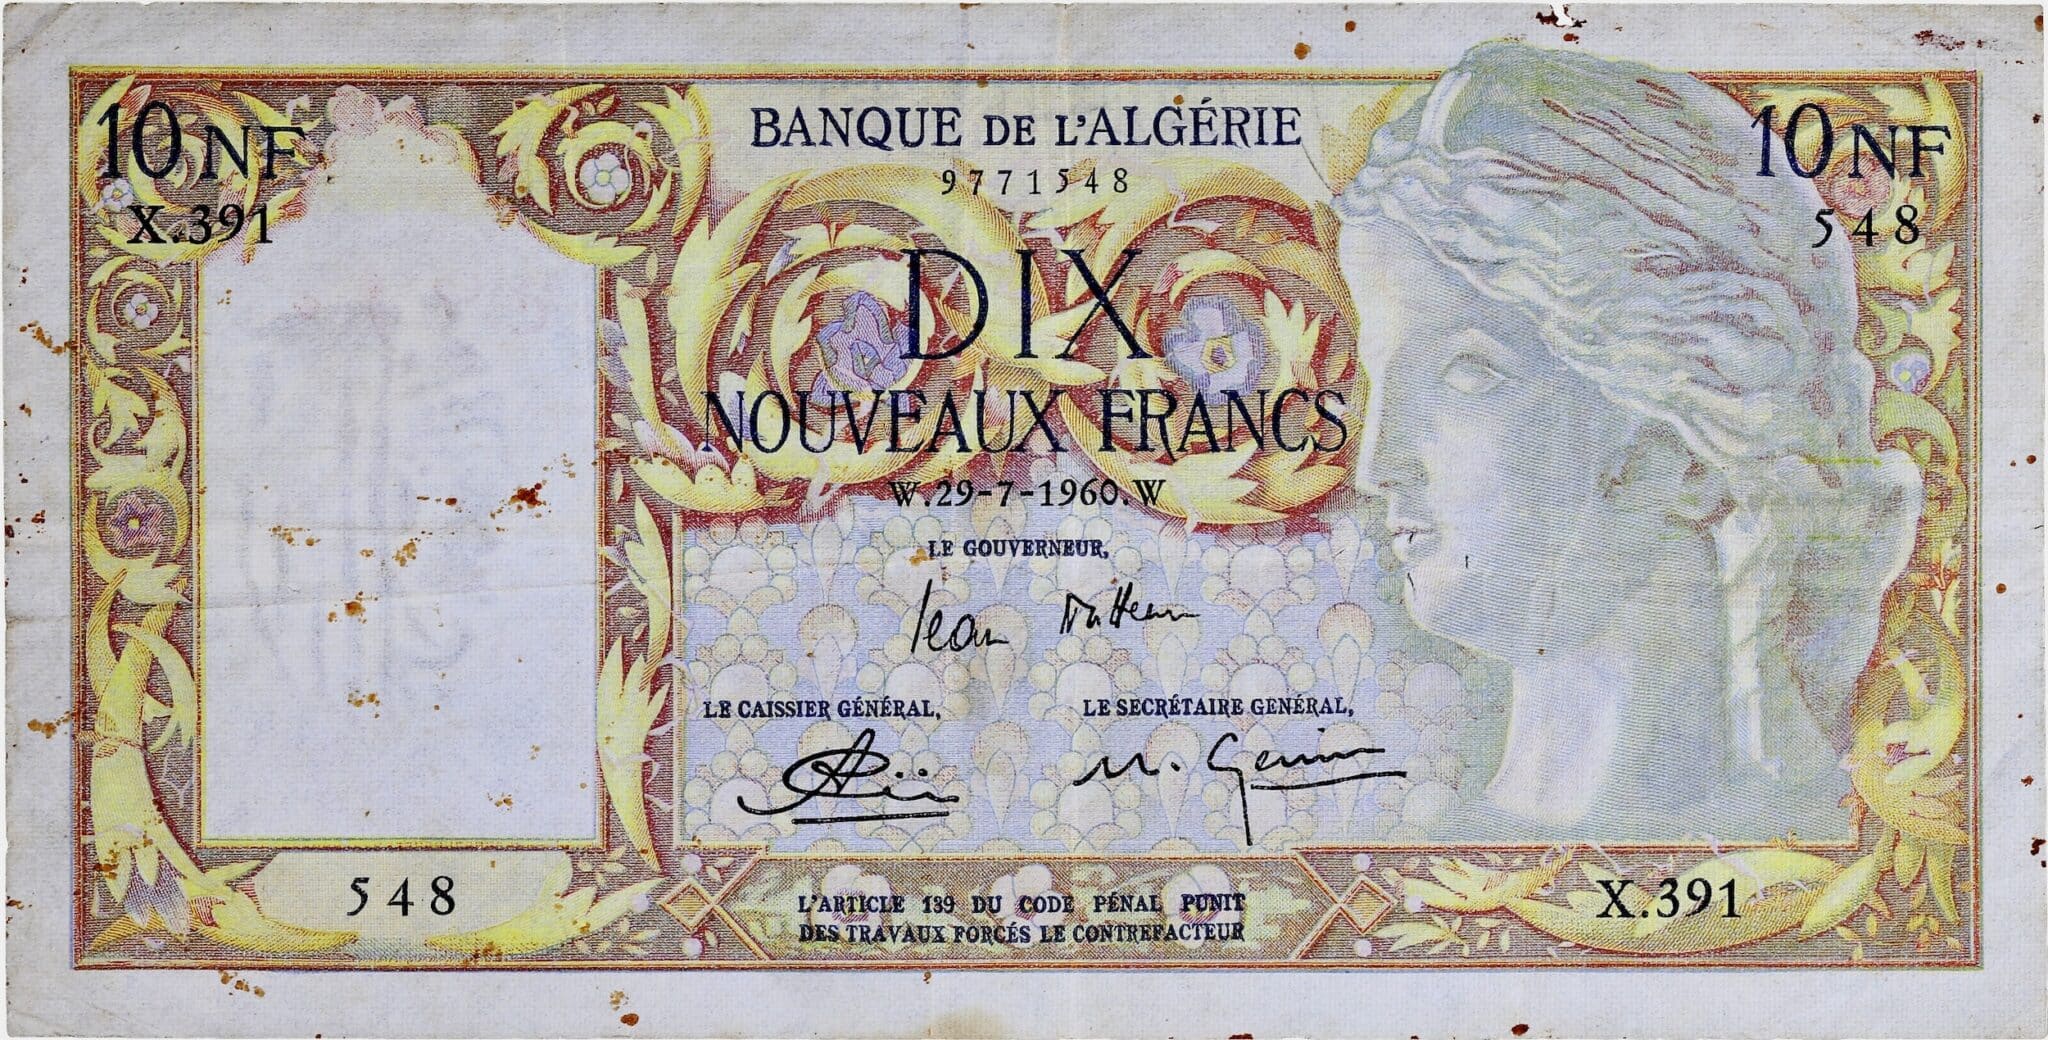 10 NF
BANQUE DE L'ALGÉRIE
10 NF
X.391
9771548
548
DIX
NOUVEAUX FRANCS
W.29-7-1960.W
LE GOUVERNEUR,
Jean
LE CAISSIER GÉNÉRAL,
LE SECRÉTAIRE GÉNÉRAL,
548
X.391
L'ARTICLE 139 DU CODE PÉNAL PUNIT
DES TRAVAUX FORCÉS LE CONTREFACTEUR